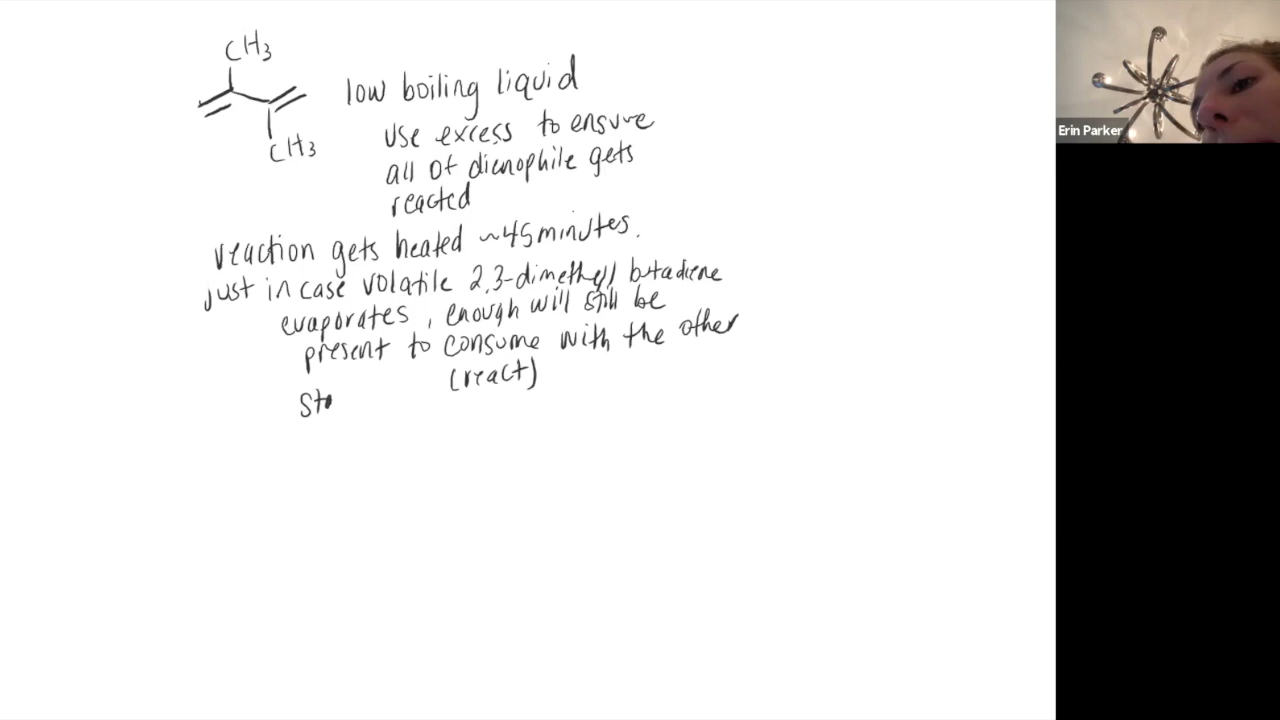 CH3
CH3
low boiling liquid
use excess to ensure
all of dienophile gets
reacted
reaction gets heated ~45minutes.
just in case volatile 2,3-dimethyl butadiene
evaporates, enough will still be
present to consume with the other
(react)
Sto
Erin Parker